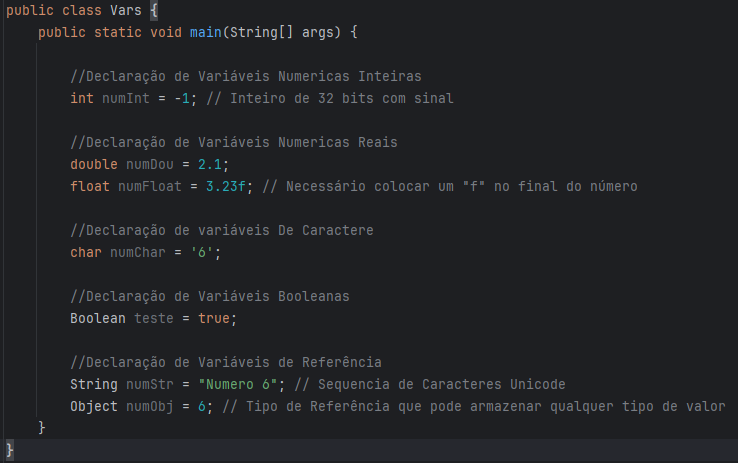 public class Vars {
    public static void main(String[] args) {

        //Declaração de Variáveis Numericas Inteiras
        int numInt = -1; // Inteiro de 32 bits com sinal

        //Declaração de Variáveis Numericas Reais
        double numDou = 2.1;
        float numFloat = 3.23f; // Necessário colocar um "f" no final do número

        //Declaração de variáveis De Caractere
        char numChar = '6';

        //Declaração de Variáveis Booleanas
        Boolean teste = true;

        //Declaração de Variáveis de Referência
        String numStr = "Numero 6"; // Sequencia de Caracteres Unicode
        Object numObj = 6; // Tipo de Referência que pode armazenar qualquer tipo de valor
    }
}